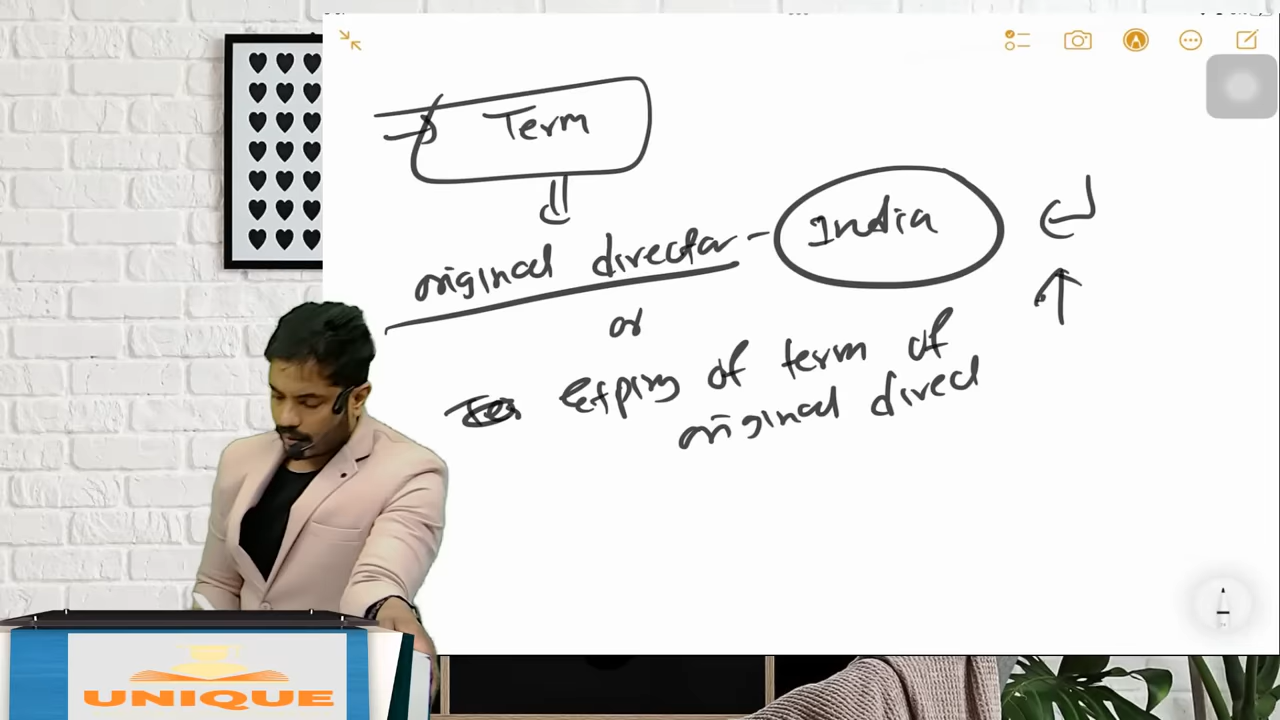 Term
original director - India
or
Expiry of term of
original direct
UNIQUE